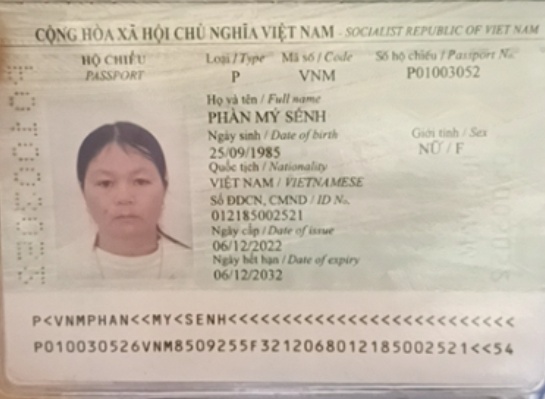 CỘNG HÒA XÃ HỘI CHỦ NGHĨA VIỆT NAM - SOCIALIST REPUBLIC OF VIET NAM
HỘ CHIẾU
PASSPORT
Loại / Type Mã số / Code Số hộ chiếu / Passport No.
P VNM P01003052
Họ và tên / Full name
PHÀN MỲ SÊNH
Ngày sinh / Date of birth Giới tính / Sex
25/09/1985 NỮ / F
Quốc tịch / Nationality
VIỆT NAM / VIETNAMESE
Số ĐDCN, CMND / ID No.
012185002521
Ngày cấp / Date of issue
06/12/2022
Ngày hết hạn / Date of expiry
06/12/2032
P<VNMPHAN<<MY<SENH<<<<<<<<<<<<<<<<<<<<<<<<<<
P010030526VNM8509255F3212068012185002521<<54